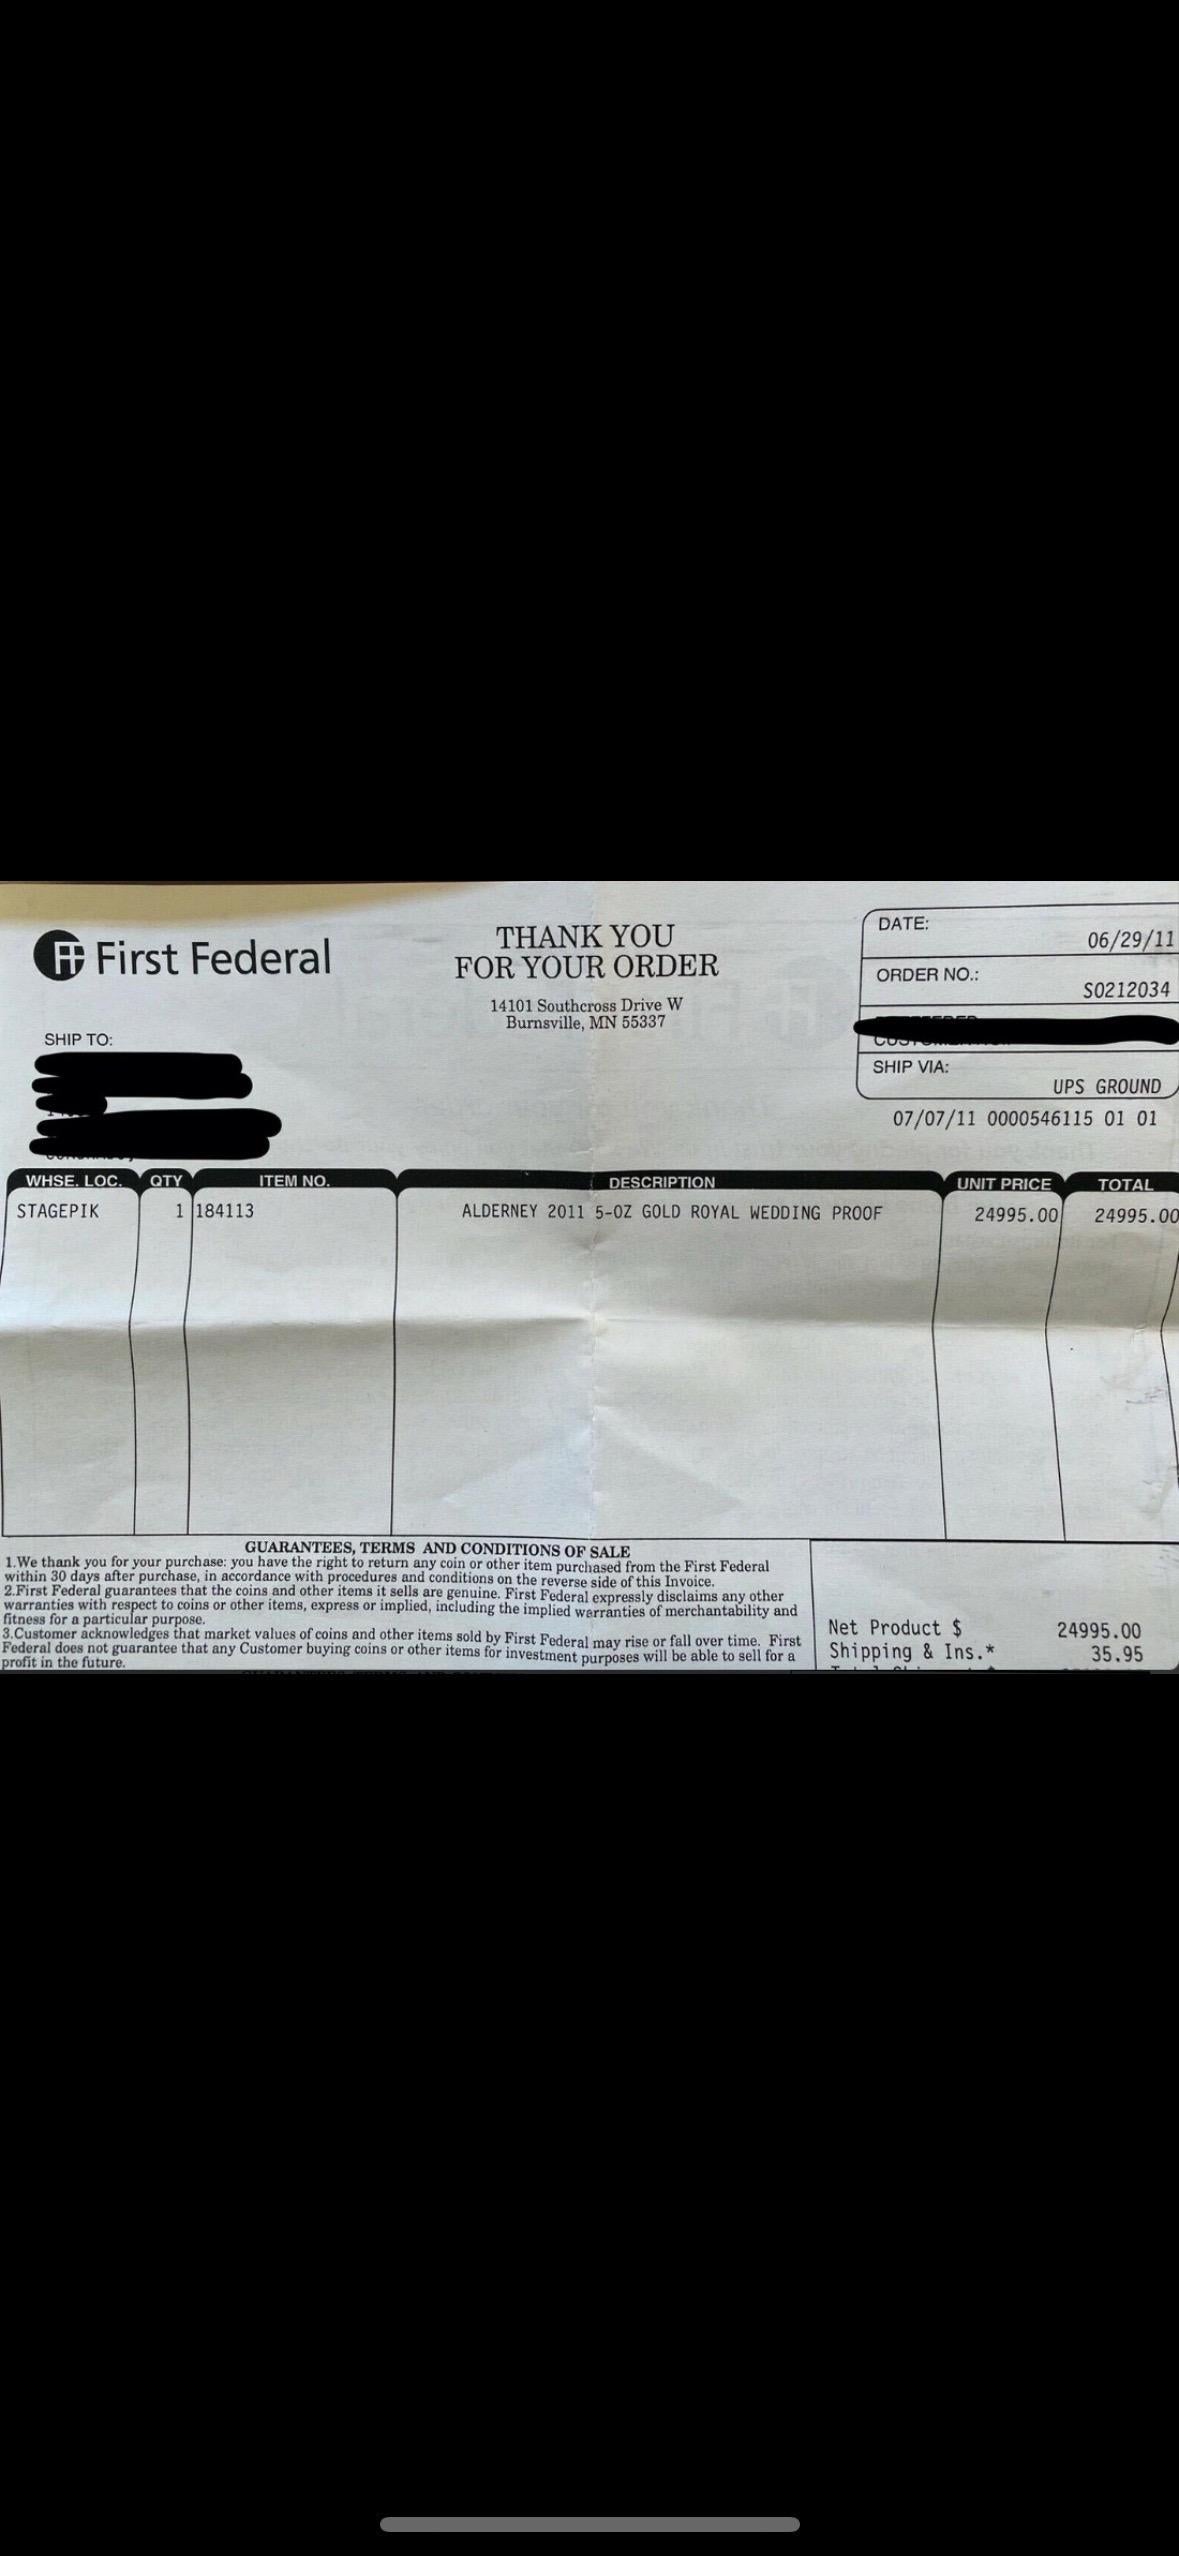 First Federal
THANK YOU
FOR YOUR ORDER
14101 Southcross Drive W
Burnsville, MN 55337
DATE:
06/29/11
ORDER NO.:
S0212034
SHIP VIA:
UPS GROUND
07/07/11 0000546115 01 01
SHIP TO:
WHSE. LOC. QTY ITEM NO. DESCRIPTION UNIT PRICE TOTAL
STAGEPIK 1 184113 ALDERNEY 2011 5-OZ GOLD ROYAL WEDDING PROOF 24995.00 24995.00
GUARANTEES, TERMS AND CONDITIONS OF SALE
1.We thank you for your purchase: you have the right to return any coin or other item purchased from the First Federal
within 30 days after purchase, in accordance with procedures and conditions on the reverse side of this Invoice.
2.First Federal guarantees that the coins and other items it sells are genuine. First Federal expressly disclaims any other
warranties with respect to coins or other items, express or implied, including the implied warranties of merchantability and
fitness for a particular purpose.
3.Customer acknowledges that market values of coins and other items sold by First Federal may rise or fall over time. First
Federal does not guarantee that any Customer buying coins or other items for investment purposes will be able to sell for a
profit in the future.
Net Product $ 24995.00
Shipping & Ins.* 35.95